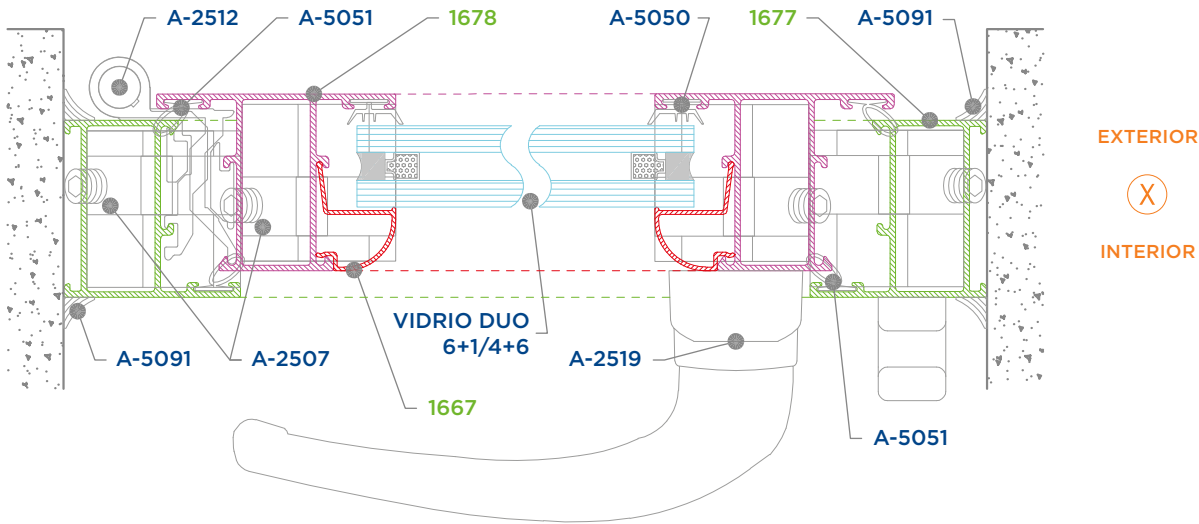 A-2512
A-5051
1678
A-5050
1677
A-5091
EXTERIOR
X
INTERIOR
VIDRIO DUO
6+1/4+6
A-5091
A-2507
A-2519
1667
A-5051